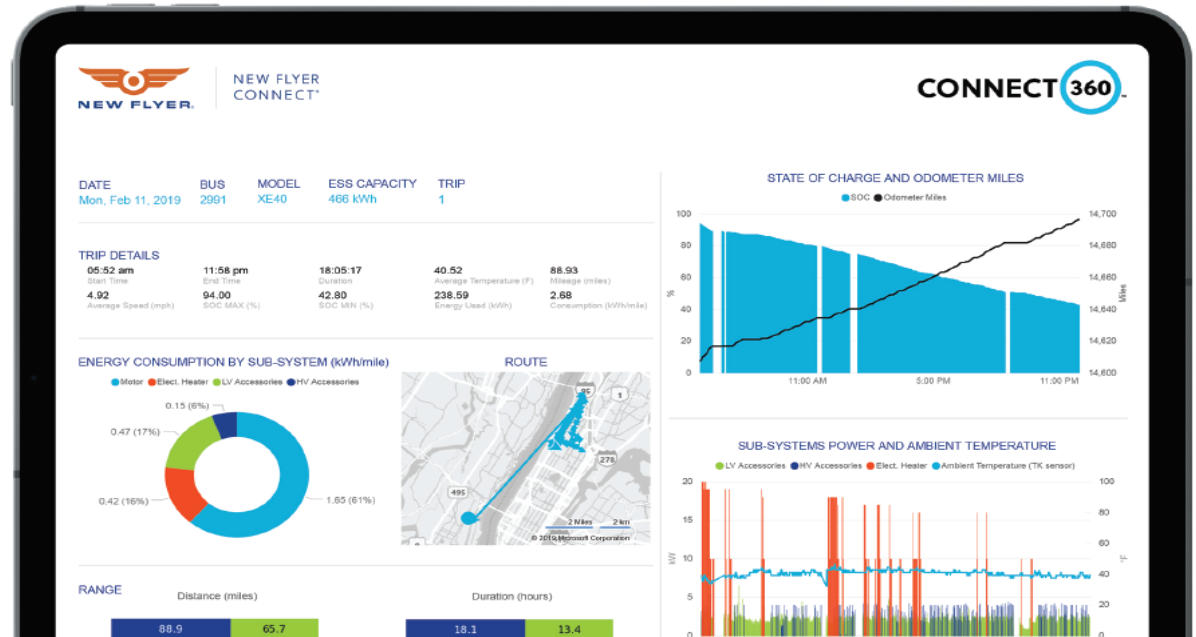 NEW FLYER®
NEW FLYER
CONNECT®
CONNECT 360™
DATE
Mon, Feb 11, 2019
BUS
2991
MODEL
XE40
ESS CAPACITY
466 kWh
TRIP
1
TRIP DETAILS
05:52 am
Start Time
11:58 pm
End Time
18:05:17
Duration
40.52
Average Temperature (F)
88.93
Mileage (miles)
4.92
Average Speed (mph)
94.00
SOC MAX (%)
42.80
SOC MIN (%)
238.59
Energy Used (kWh)
2.68
Consumption (kWh/mile)
ENERGY CONSUMPTION BY SUB-SYSTEM (kWh/mile)
Motor Elect. Heater LV Accessories HV Accessories
0.15 (6%)
0.47 (17%)
0.42 (16%)
1.65 (61%)
ROUTE
95
1
278
495
2 Miles 2 km
© 2019 Microsoft Corporation
RANGE
Distance (miles)
88.9 65.7
Duration (hours)
18.1 13.4
STATE OF CHARGE AND ODOMETER MILES
SOC Odometer Miles
100
80
60
40
20
0
%
14,700
14,680
14,660
14,640
14,620
14,600
Miles
11:00 AM 5:00 PM 11:00 PM
SUB-SYSTEMS POWER AND AMBIENT TEMPERATURE
LV Accessories HV Accessories Elect. Heater Ambient Temperature (TK sensor)
20
15
10
5
0
kW
100
80
60
40
20
0
°F